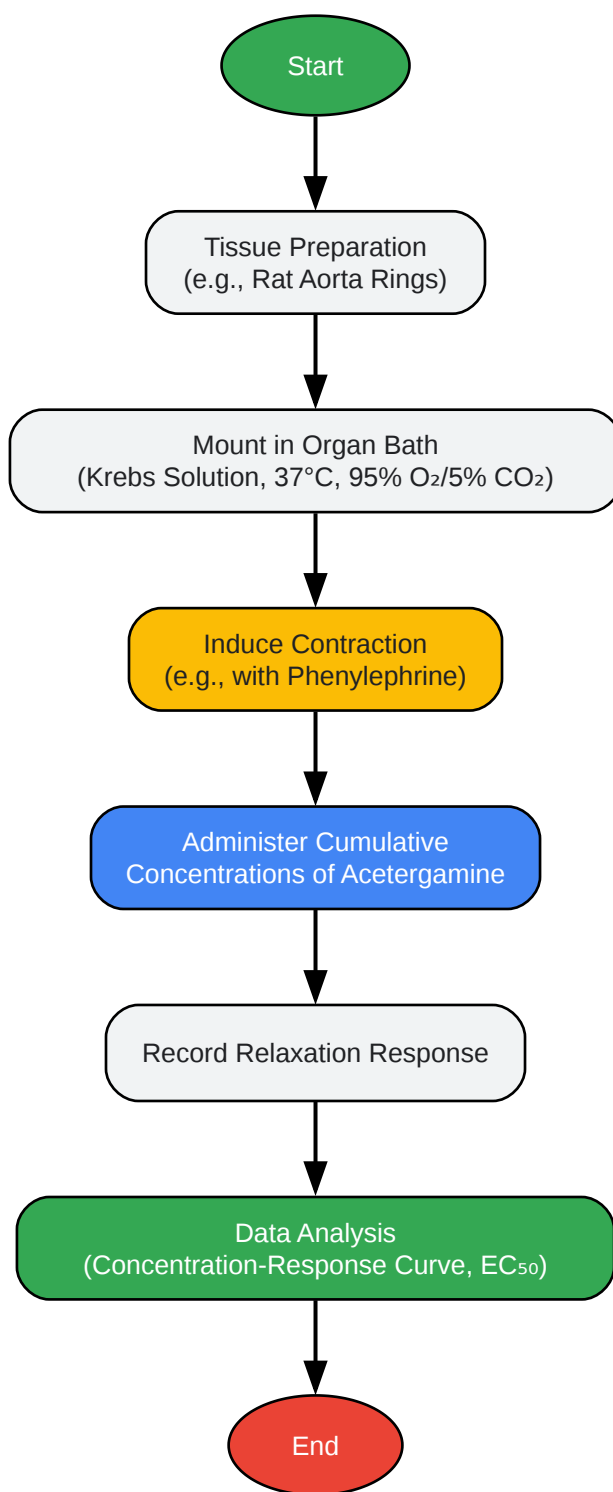 Start
Tissue Preparation
(e.g., Rat Aorta Rings)
Mount in Organ Bath
(Krebs Solution, 37°C, 95% O₂/5% CO₂)
Induce Contraction
(e.g., with Phenylephrine)
Administer Cumulative
Concentrations of Acetergamine
Record Relaxation Response
Data Analysis
(Concentration-Response Curve, EC₅₀)
End